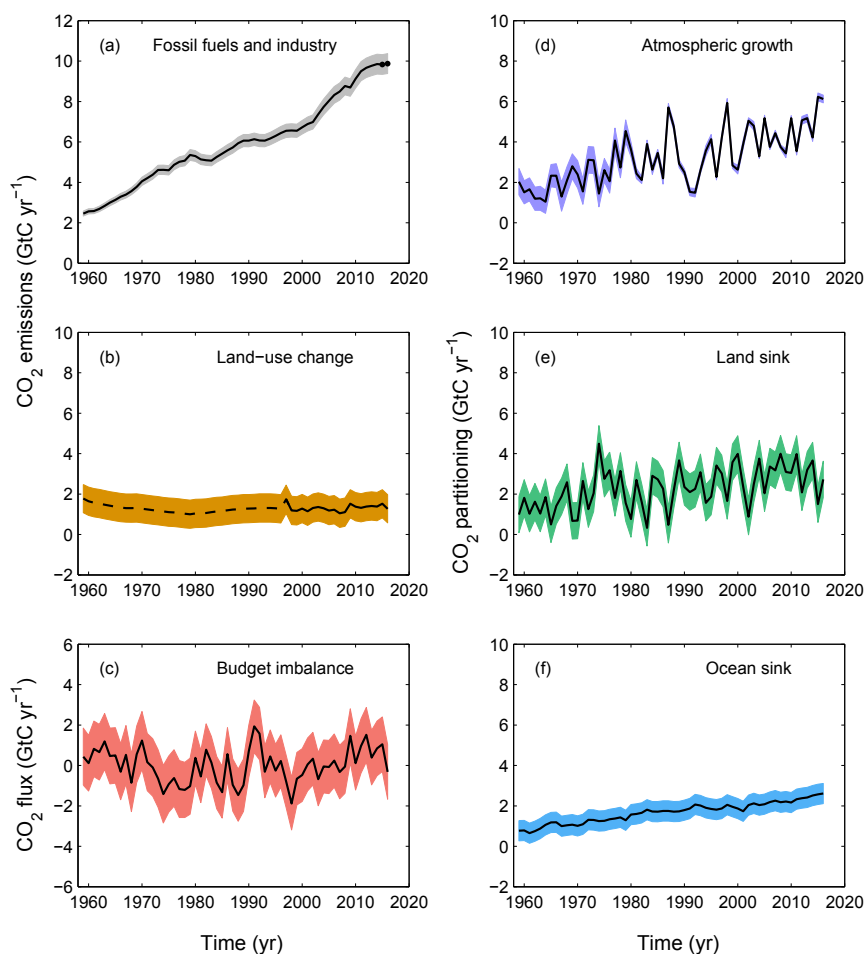 CO₂ emissions (GtC yr⁻¹)
(a) Fossil fuels and industry
12
10
8
6
4
2
0
1960 1970 1980 1990 2000 2010 2020
(b) Land−use change
10
8
6
4
2
0
−2
1960 1970 1980 1990 2000 2010 2020
CO₂ flux (GtC yr⁻¹)
(c) Budget imbalance
6
4
2
0
−2
−4
−6
1960 1970 1980 1990 2000 2010 2020
Time (yr)
CO₂ partitioning (GtC yr⁻¹)
(d) Atmospheric growth
10
8
6
4
2
0
−2
1960 1970 1980 1990 2000 2010 2020
(e) Land sink
10
8
6
4
2
0
−2
1960 1970 1980 1990 2000 2010 2020
(f) Ocean sink
10
8
6
4
2
0
−2
1960 1970 1980 1990 2000 2010 2020
Time (yr)